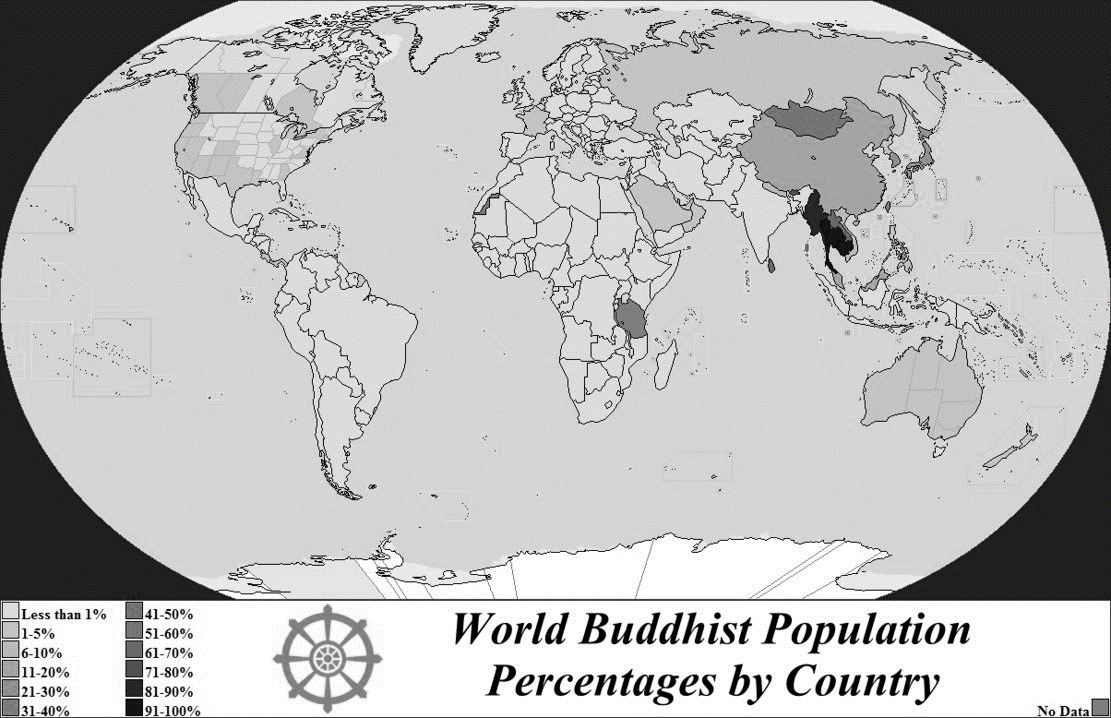 Less than 1%
1-5%
6-10%
11-20%
21-30%
31-40%
41-50%
51-60%
61-70%
71-80%
81-90%
91-100%
World Buddhist Population
Percentages by Country
No Data